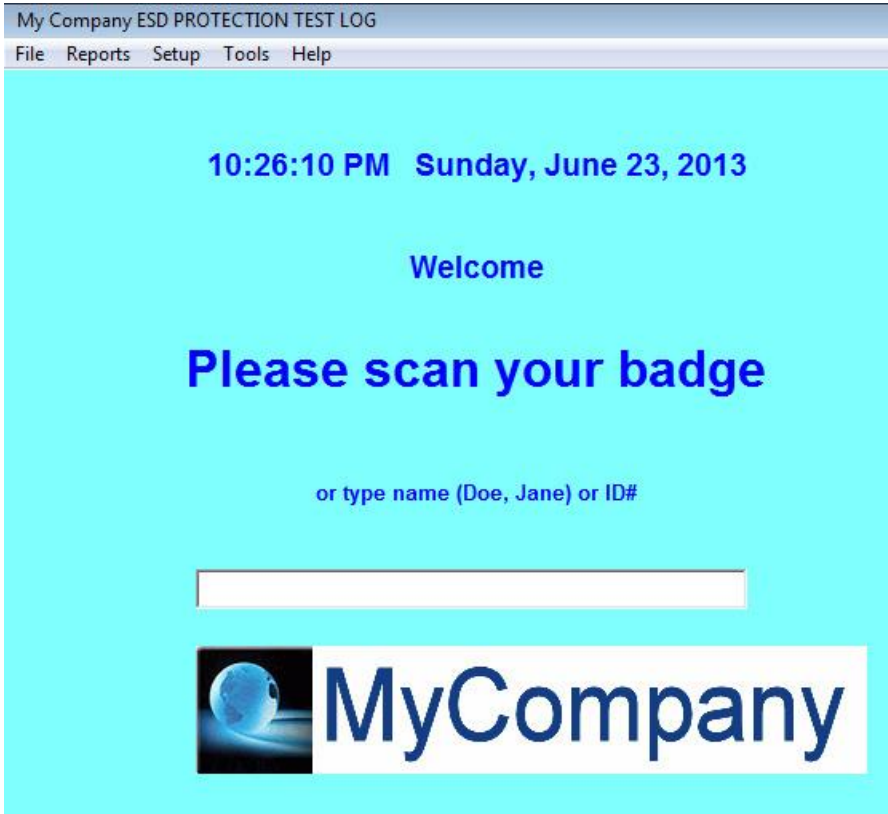 My Company ESD PROTECTION TEST LOG
File Reports Setup Tools Help
10:26:10 PM Sunday, June 23, 2013
Welcome
Please scan your badge
or type name (Doe, Jane) or ID#
MyCompany